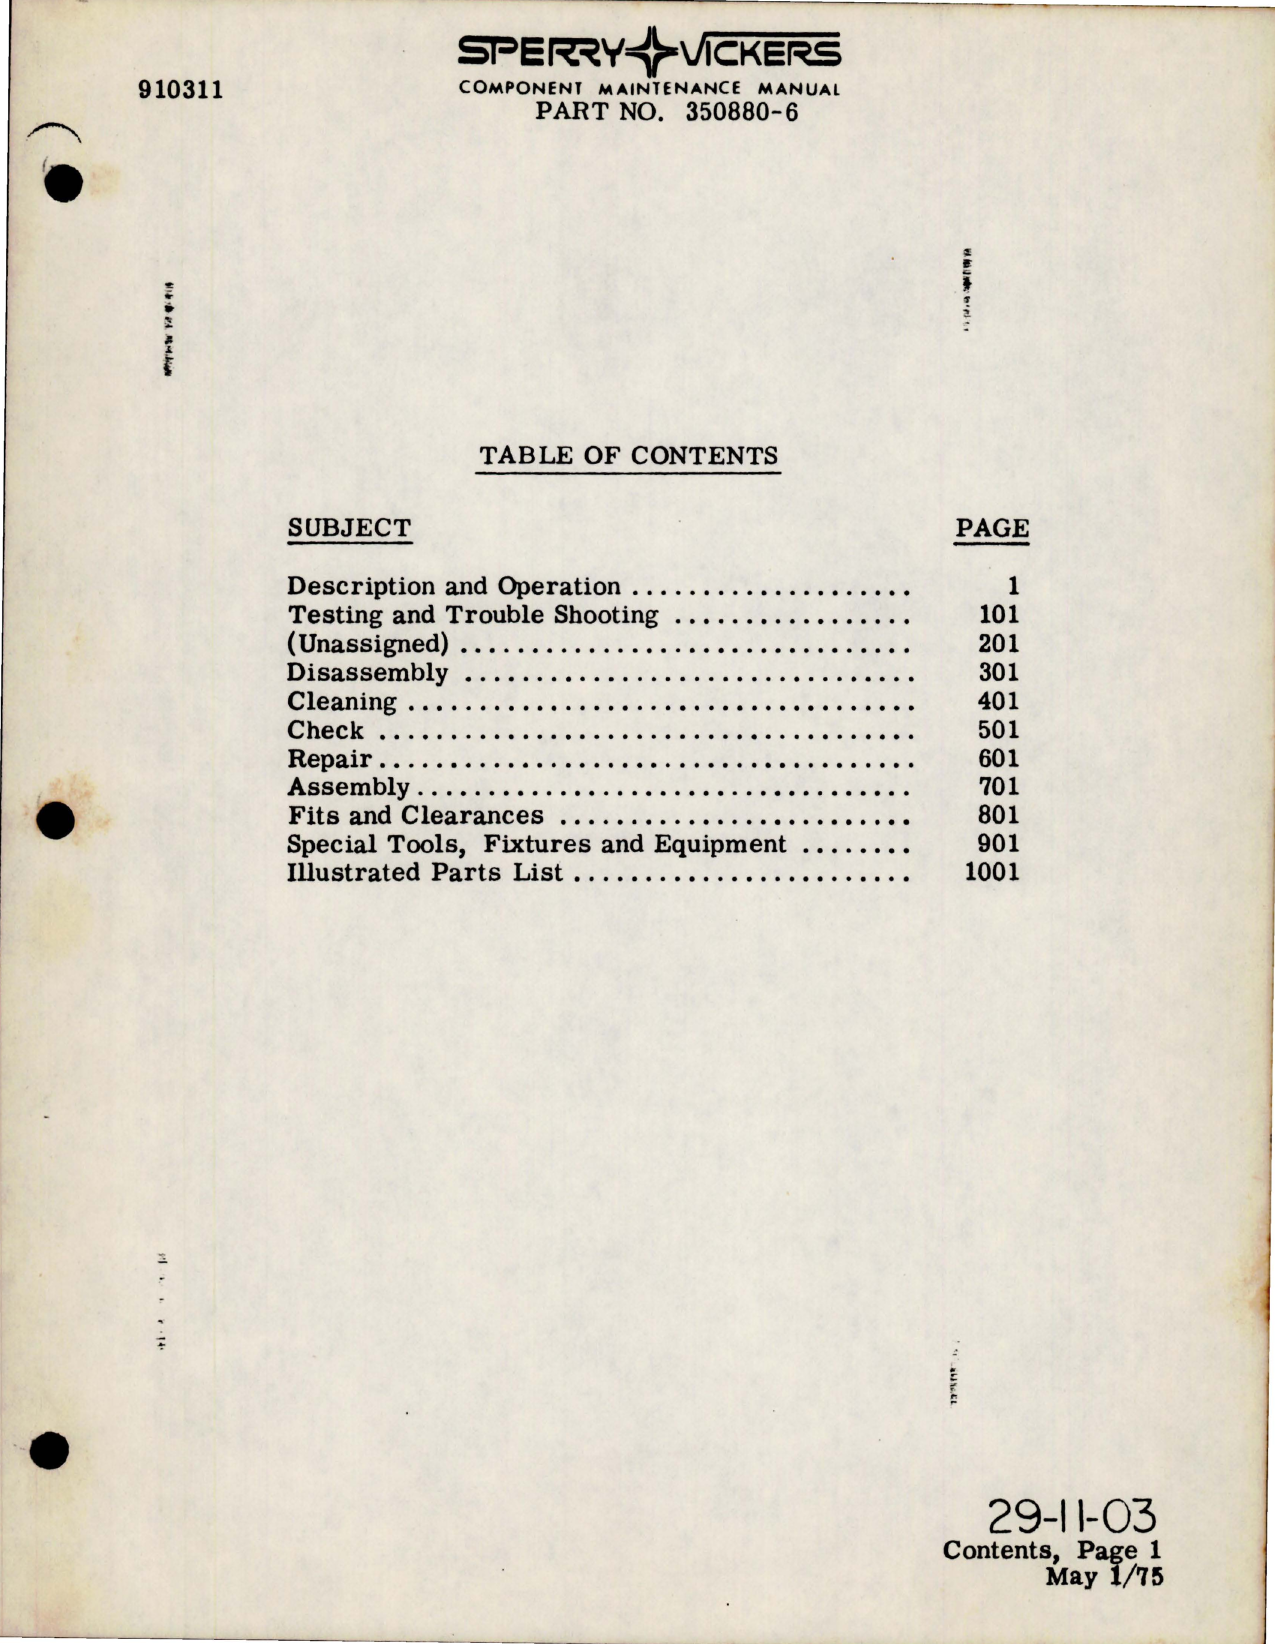 SPERRY VICKERS
910311
COMPONENT MAINTENANCE MANUAL
PART NO. 350880-6
TABLE OF CONTENTS
SUBJECT PAGE
Description and Operation .................... 1
Testing and Trouble Shooting ................. 101
(Unassigned) ................................ 201
Disassembly ................................ 301
Cleaning .................................... 401
Check ...................................... 501
Repair ...................................... 601
Assembly ................................... 701
Fits and Clearances ......................... 801
Special Tools, Fixtures and Equipment ........ 901
Illustrated Parts List ........................ 1001
29-11-03
Contents, Page 1
May 1/75